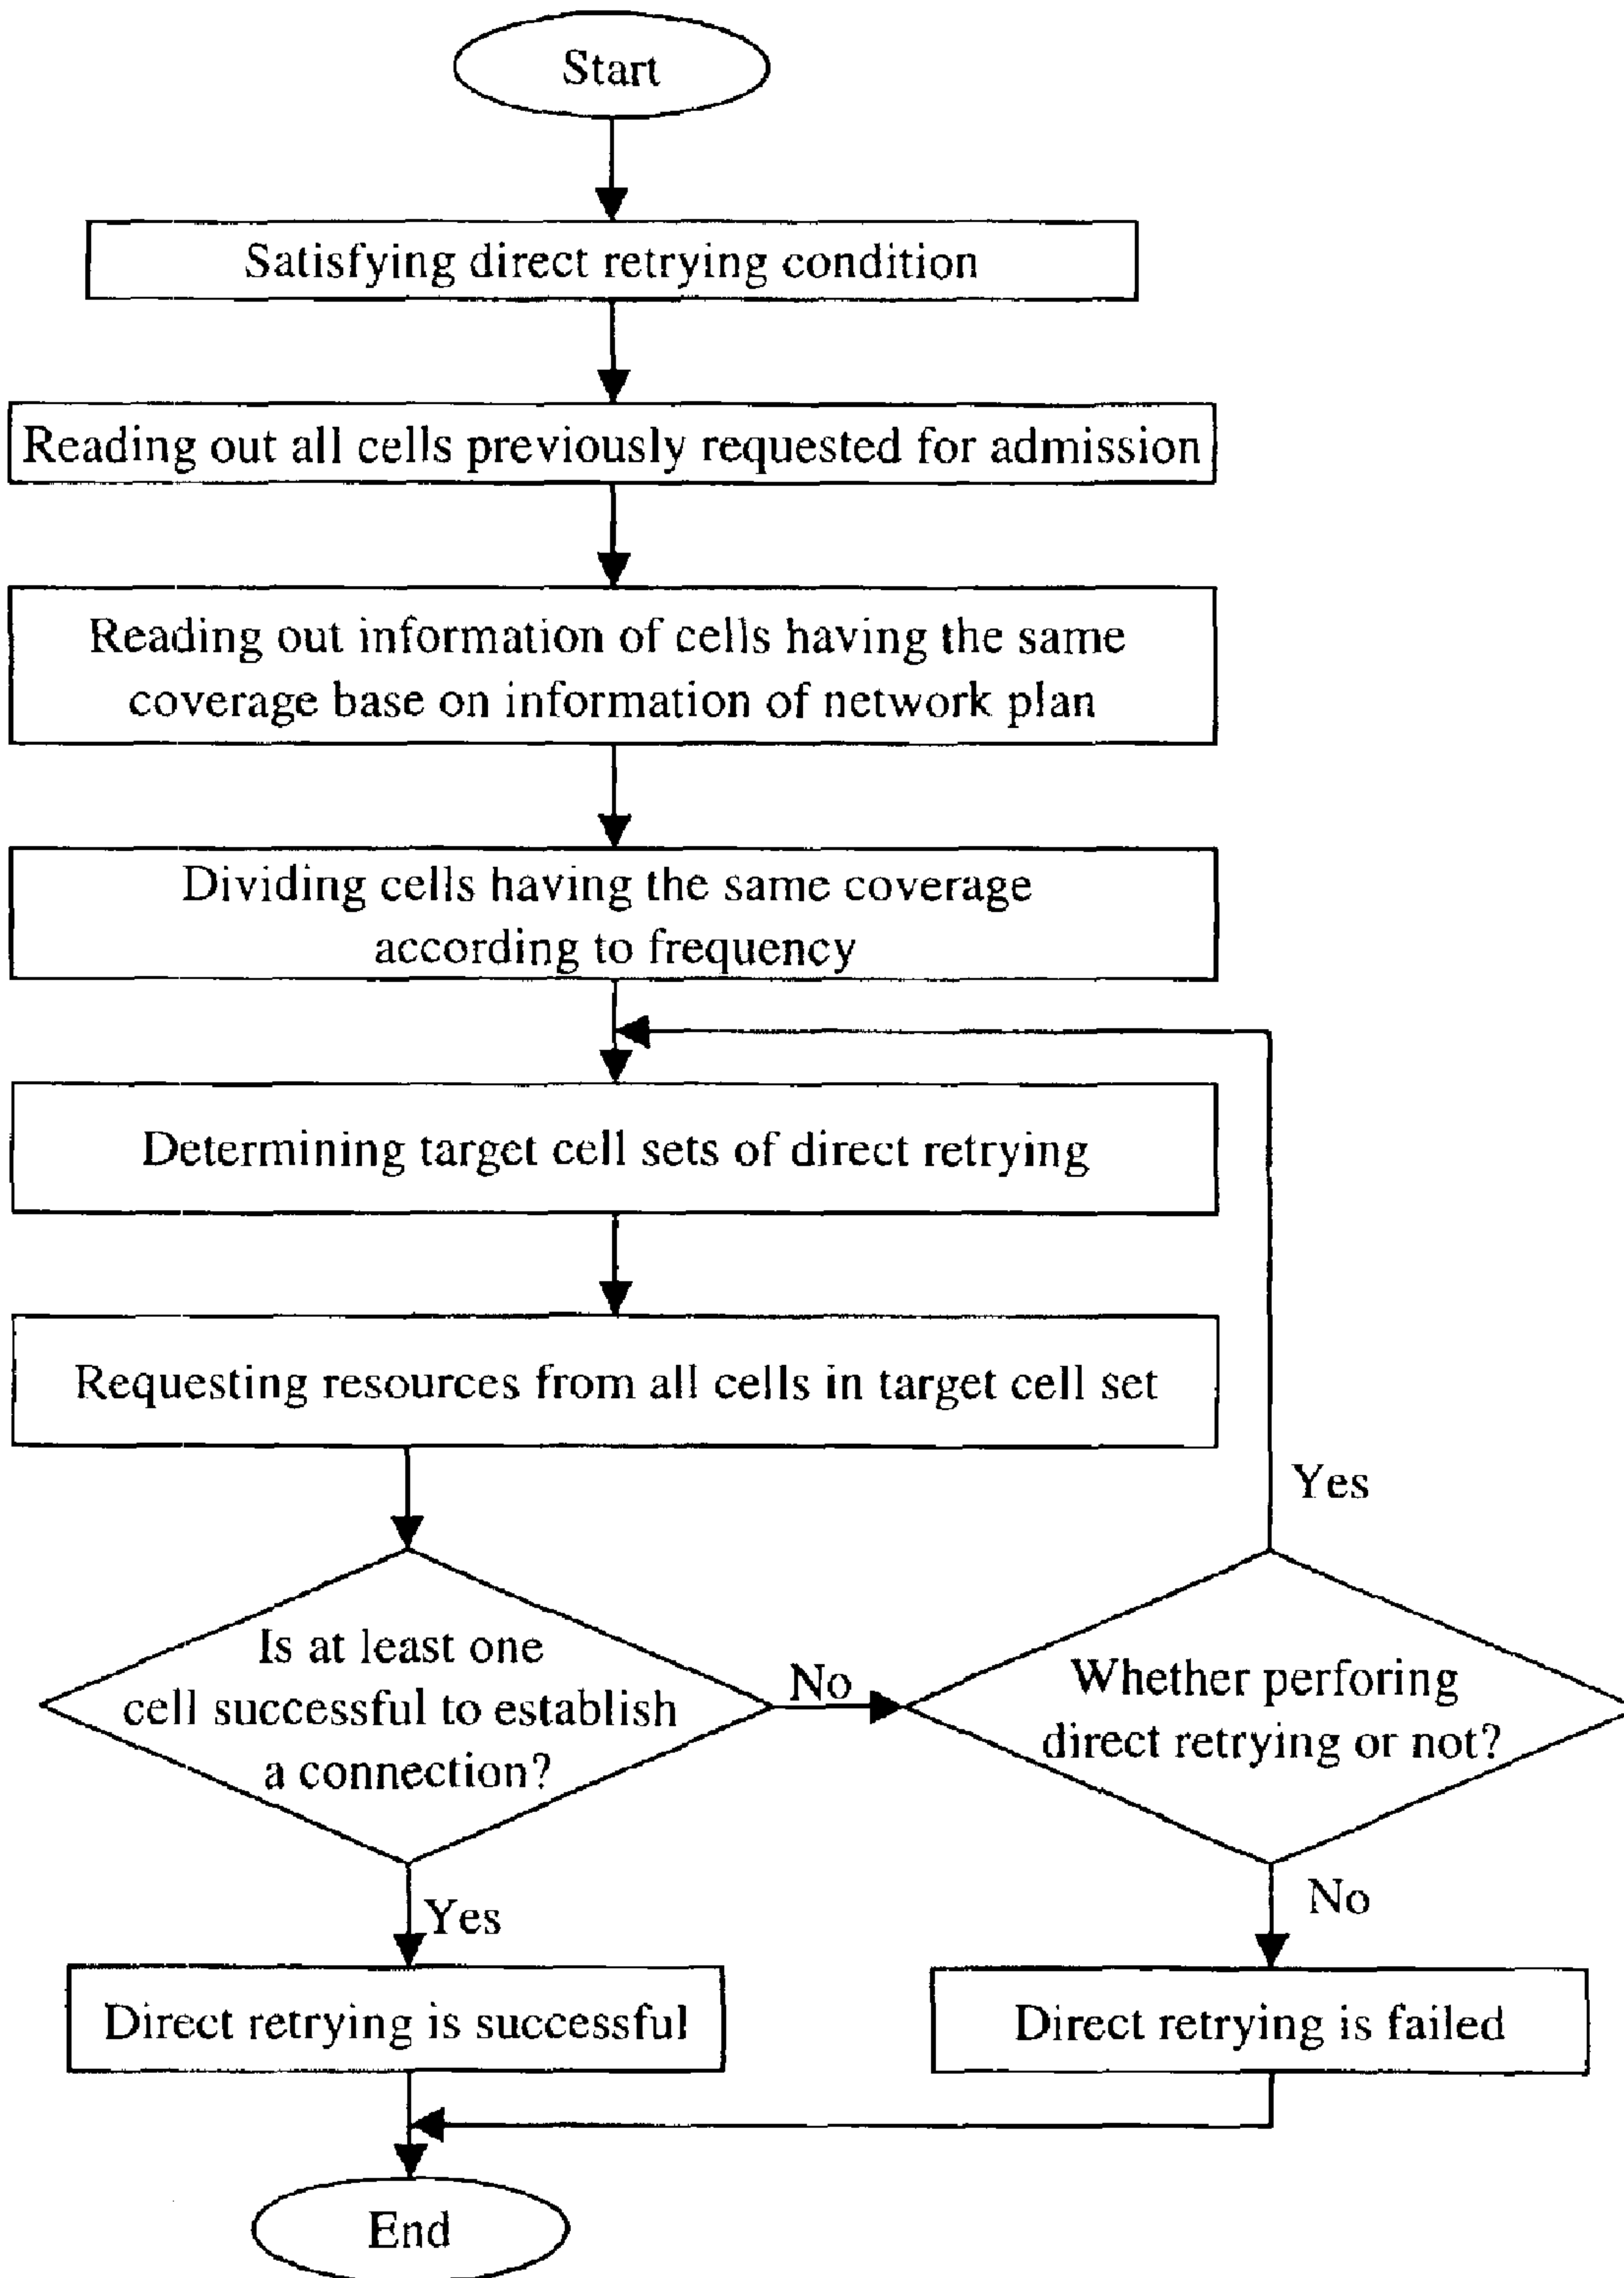 Start
Satisfying direct retrying condition
Reading out all cells previously requested for admission
Reading out information of cells having the same
coverage base on information of network plan
Dividing cells having the same coverage
according to frequency
Determining target cell sets of direct retrying
Requesting resources from all cells in target cell set
Yes
Is at least one
cell successful to establish
a connection?
No
Whether perforing
direct retrying or not?
Yes
No
Direct retrying is successful
Direct retrying is failed
End